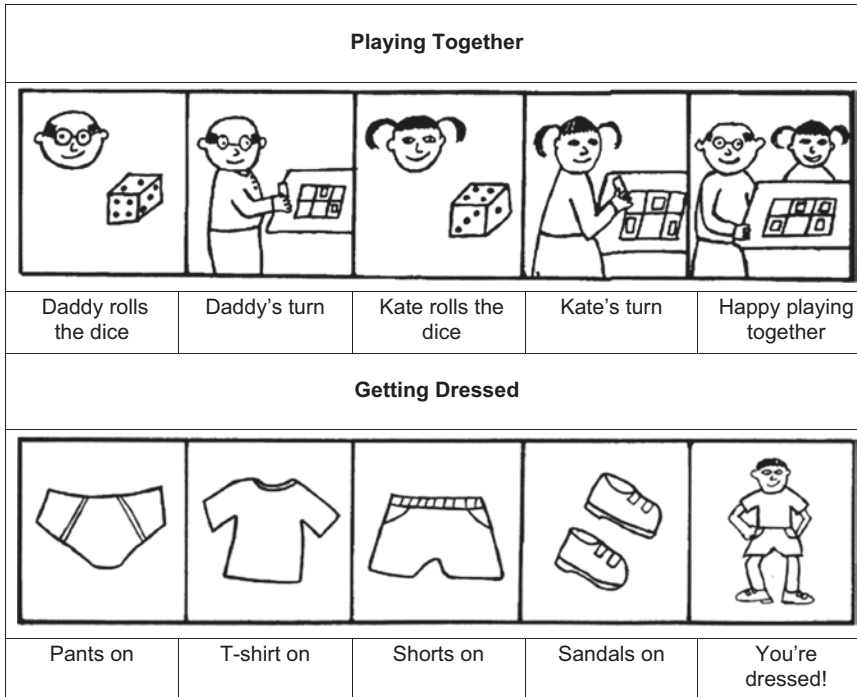 Playing Together
Daddy rolls
the dice
Daddy’s turn
Kate rolls the
dice
Kate’s turn
Happy playing
together
Getting Dressed
Pants on
T-shirt on
Shorts on
Sandals on
You’re
dressed!